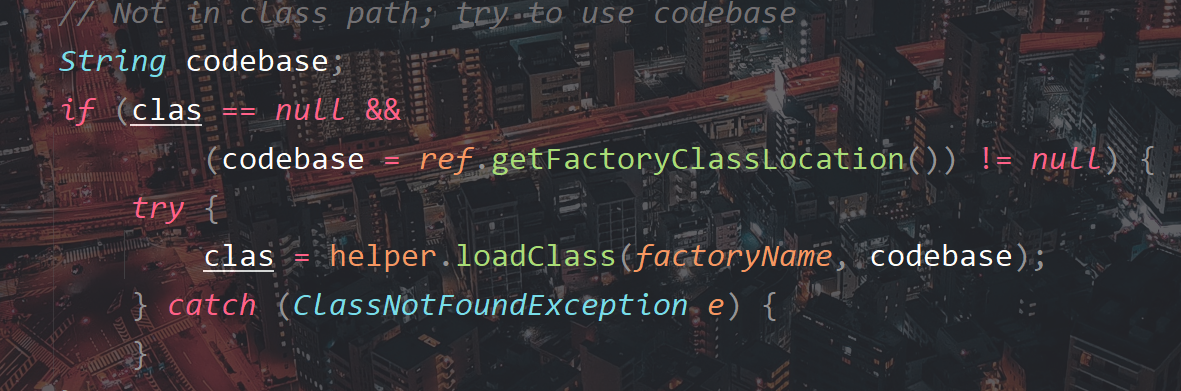 // Not in class path; try to use codebase
String codebase;
if (clas == null &&
(codebase = ref.getFactoryClassLocation()) != null) {
try {
clas = helper.loadClass(factoryName, codebase);
} catch (ClassNotFoundException e) {
}